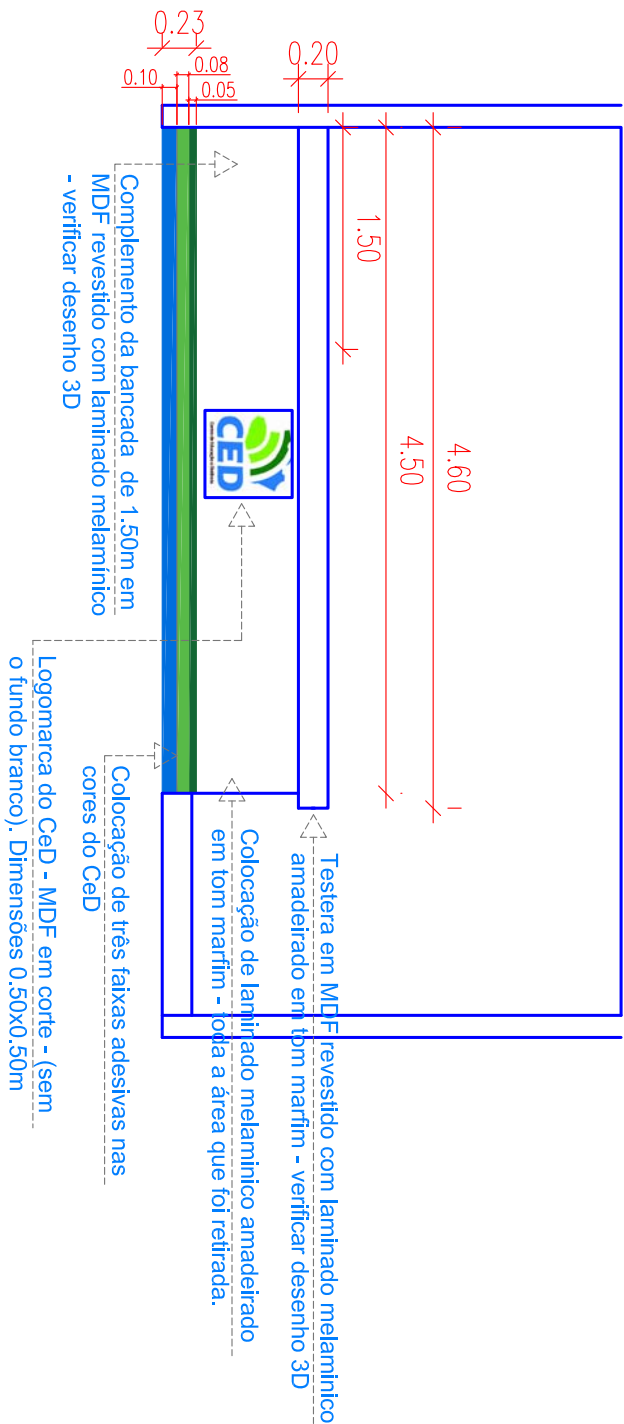 0.23
0.10
0.08
0.05
0.20
1.50
4.50
4.60
Complemento da bancada de 1.50m em
MDF revestido com laminado melamínico
- verificar desenho 3D
CED
Logomarca do CeD - MDF em corte - (sem
o fundo branco). Dimensões 0.50x0.50m
Colocação de três faixas adesivas nas
cores do CeD
Colocação de laminado melaminico amadeirado
em tom marfim - toda a área que foi retirada.
Testera em MDF revestido com laminado melaminico
amadeirado em tom marfim - verificar desenho 3D